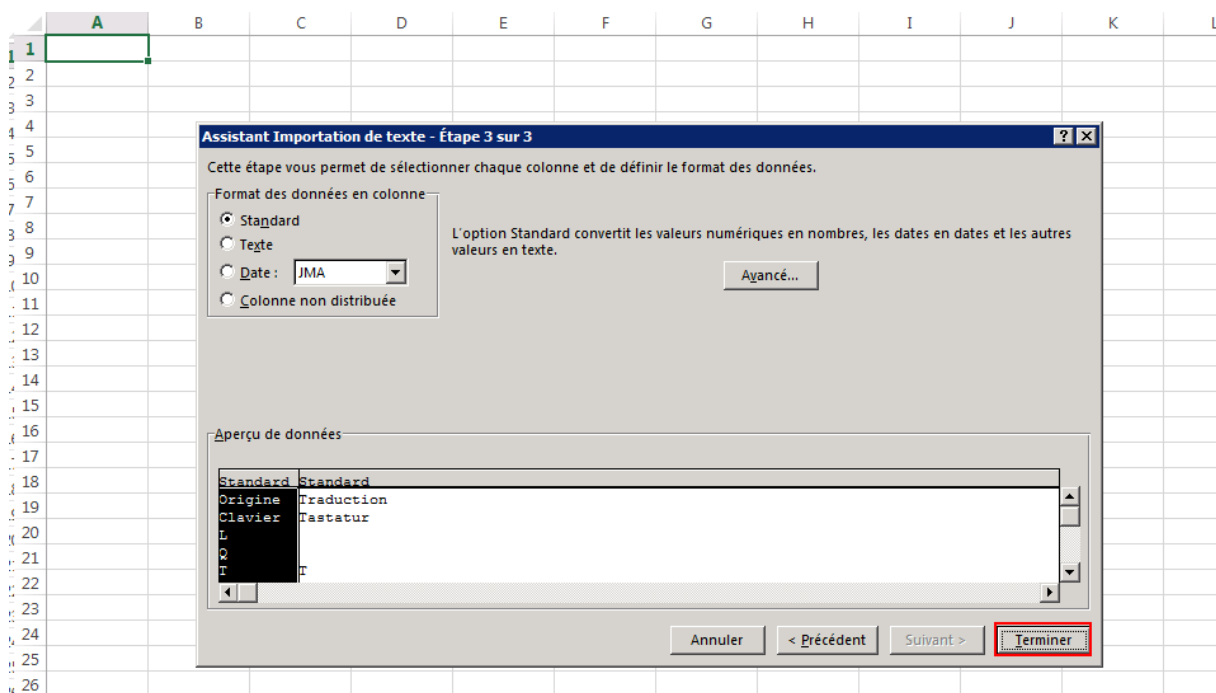 A B C D E F G H I J K L
1
2
3
4
5
6
7
8
9
10
11
12
13
14
15
16
17
18
19
20
21
22
23
24
25
26
Assistant Importation de texte - Étape 3 sur 3
Cette étape vous permet de sélectionner chaque colonne et de définir le format des données.
Format des données en colonne
Standard
Texte
Date : JMA
Colonne non distribuée
L'option Standard convertit les valeurs numériques en nombres, les dates en dates et les autres
valeurs en texte.
Avancé...
Aperçu de données
Standard Standard
Origine Traduction
Clavier Tastatur
L
Q
T T
Annuler < Précédent Suivant > Terminer